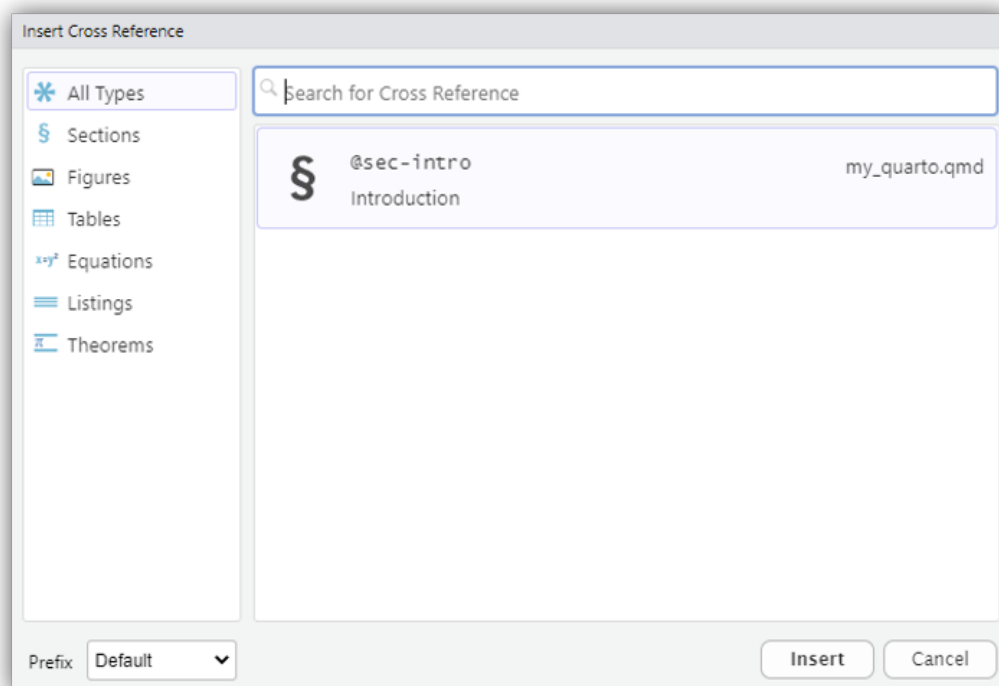 Insert Cross Reference
All Types
Sections
Figures
Tables
Equations
Listings
Theorems
Search for Cross Reference
§ @sec-intro
Introduction
my_quarto.qmd
Prefix Default
Insert
Cancel